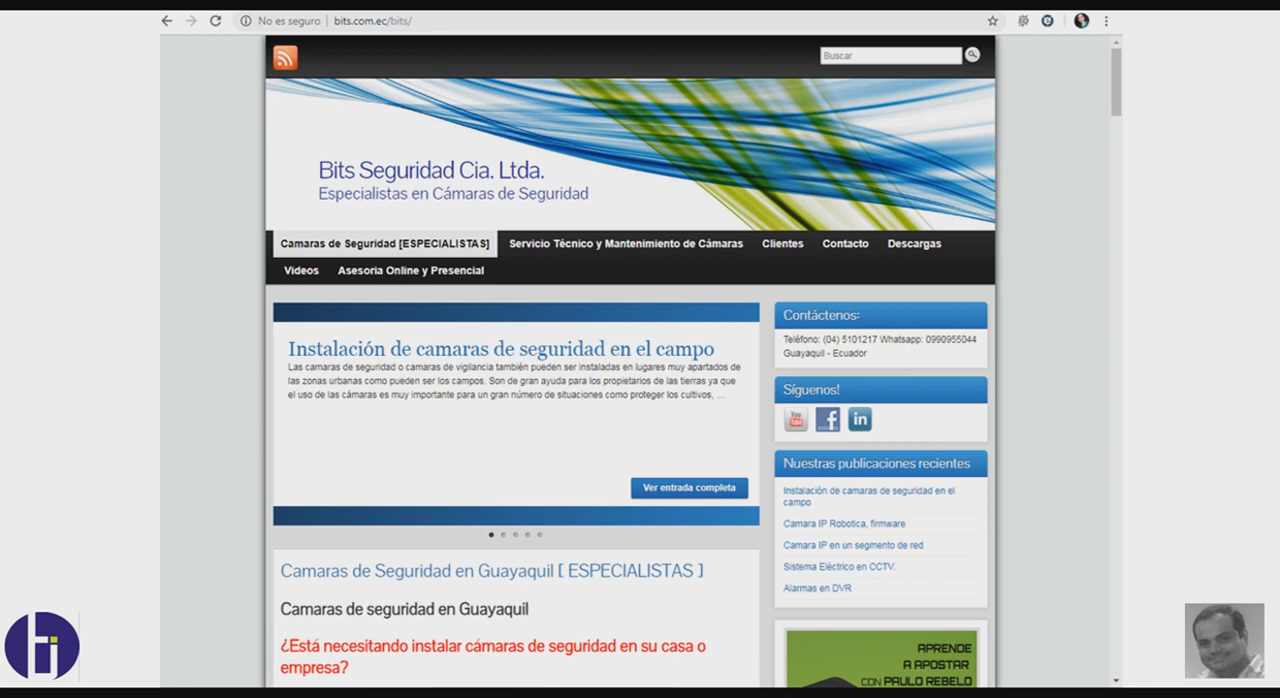 No es seguro | bits.com.ec/bits/
Buscar
Bits Seguridad Cia. Ltda.
Especialistas en Cámaras de Seguridad
Camaras de Seguridad [ESPECIALISTAS] Servicio Técnico y Mantenimiento de Cámaras Clientes Contacto Descargas
Videos Asesoria Online y Presencial
Instalación de camaras de seguridad en el campo
Las camaras de seguridad o camaras de vigilancia también pueden ser instaladas en lugares muy apartados de
las zonas urbanas como pueden ser los campos. Son de gran ayuda para los propietarios de las tierras ya que
el uso de las cámaras es muy importante para un gran número de situaciones como proteger los cultivos, ...
Ver entrada completa
Camaras de Seguridad en Guayaquil [ ESPECIALISTAS ]
Camaras de seguridad en Guayaquil
¿Está necesitando instalar cámaras de seguridad en su casa o
empresa?
Contáctenos:
Teléfono: (04) 5101217 Whatsapp: 0990955044
Guayaquil - Ecuador
Síguenos!
You
Tube
f
in
Nuestras publicaciones recientes
Instalación de camaras de seguridad en el
campo
Camara IP Robotica, firmware
Camara IP en un segmento de red
Sistema Eléctrico en CCTV.
Alarmas en DVR
APRENDE
A APOSTAR
CON PAULO REBELO